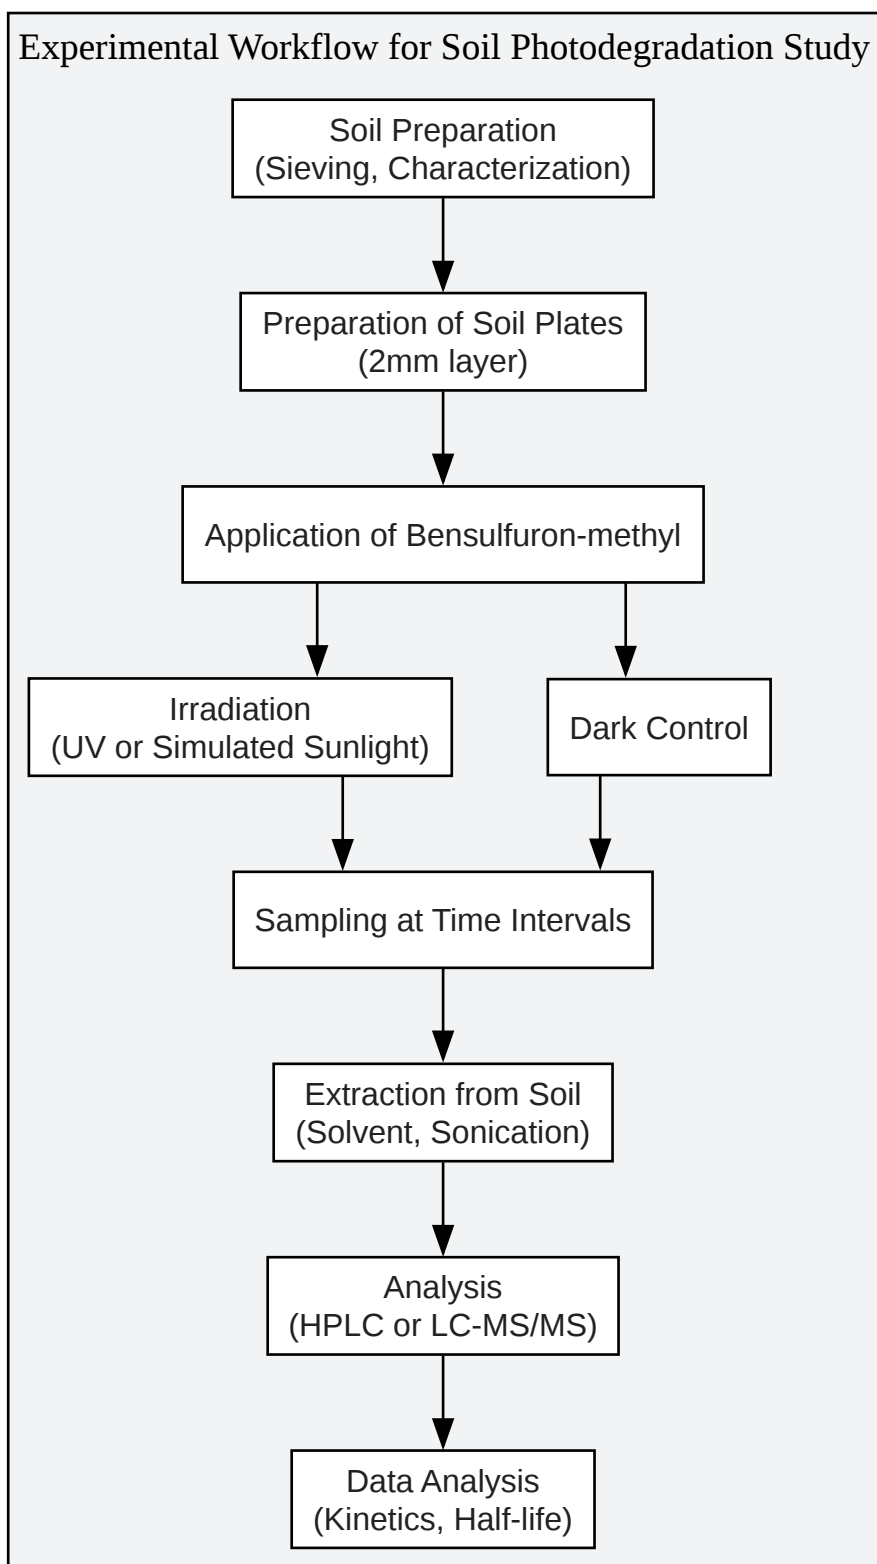 Experimental Workflow for Soil Photodegradation Study
Soil Preparation
(Sieving, Characterization)
Preparation of Soil Plates
(2mm layer)
Application of Bensulfuron-methyl
Irradiation
(UV or Simulated Sunlight)
Dark Control
Sampling at Time Intervals
Extraction from Soil
(Solvent, Sonication)
Analysis
(HPLC or LC-MS/MS)
Data Analysis
(Kinetics, Half-life)